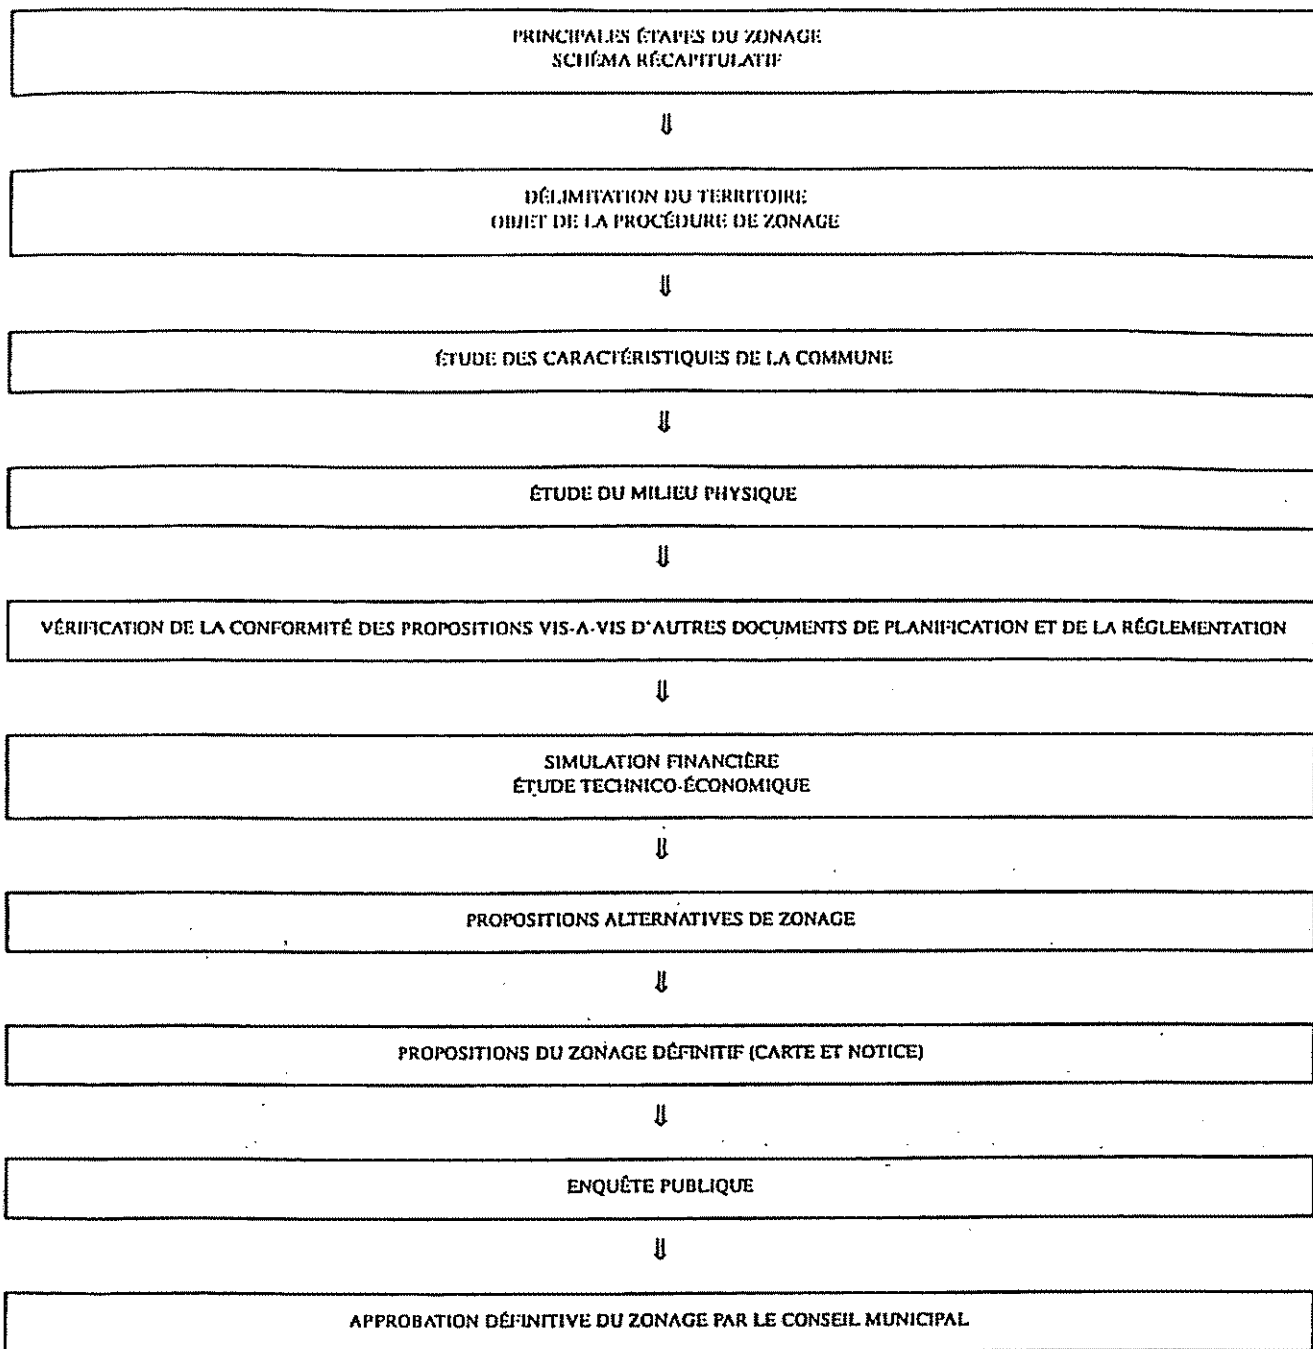 PRINCIPALES ÉTAPES DU ZONAGE
SCHÉMA RÉCAPITULATIF
⇓
DÉLIMITATION DU TERRITOIRE
OBJET DE LA PROCÉDURE DE ZONAGE
⇓
ÉTUDE DES CARACTÉRISTIQUES DE LA COMMUNE
⇓
ÉTUDE DU MILIEU PHYSIQUE
⇓
VÉRIFICATION DE LA CONFORMITÉ DES PROPOSITIONS VIS-A-VIS D'AUTRES DOCUMENTS DE PLANIFICATION ET DE LA RÉGLEMENTATION
⇓
SIMULATION FINANCIÈRE
ÉTUDE TECHNICO-ÉCONOMIQUE
⇓
PROPOSITIONS ALTERNATIVES DE ZONAGE
⇓
PROPOSITIONS DU ZONAGE DÉFINITIF (CARTE ET NOTICE)
⇓
ENQUÊTE PUBLIQUE
⇓
APPROBATION DÉFINITIVE DU ZONAGE PAR LE CONSEIL MUNICIPAL